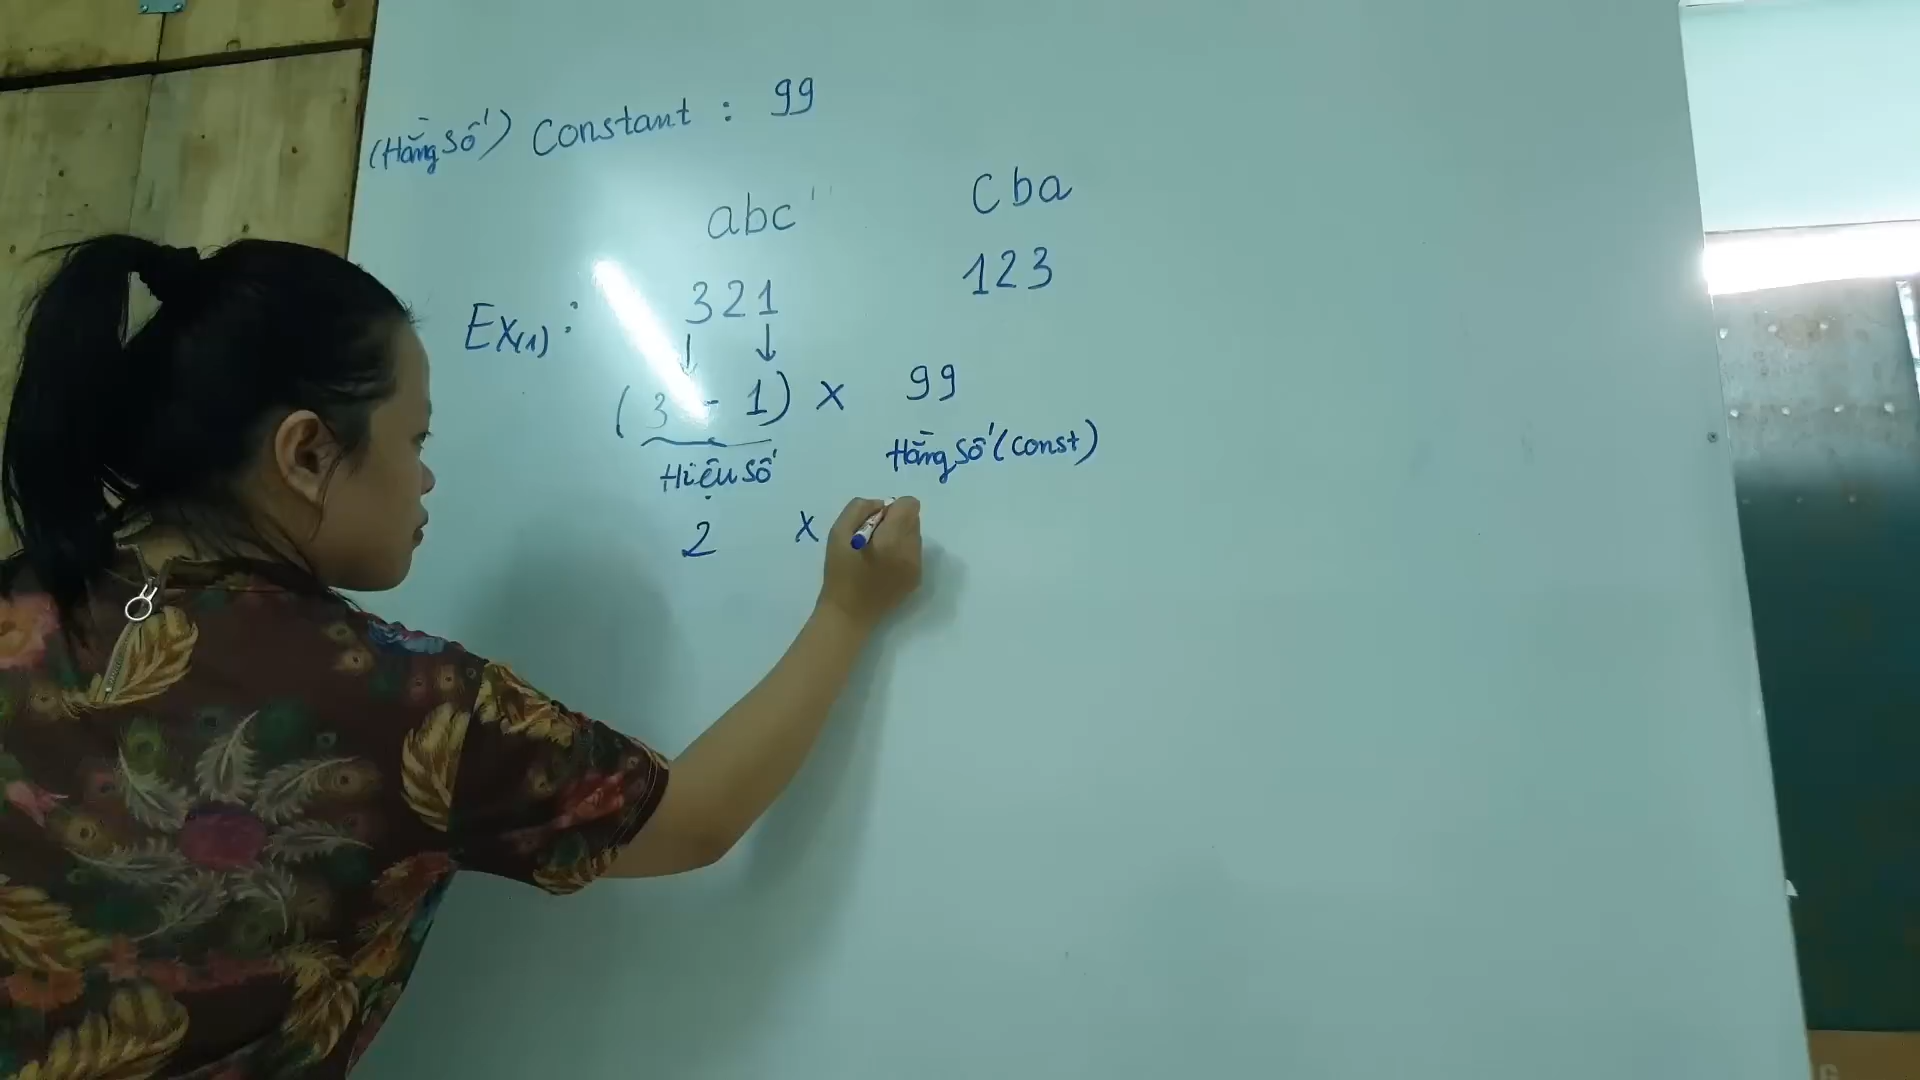 (Hằng số) Constant : 99
abc cba
Ex(1) : 321 123
(3 - 1) x 99
Hiệu số Hằng số (const)
2 x